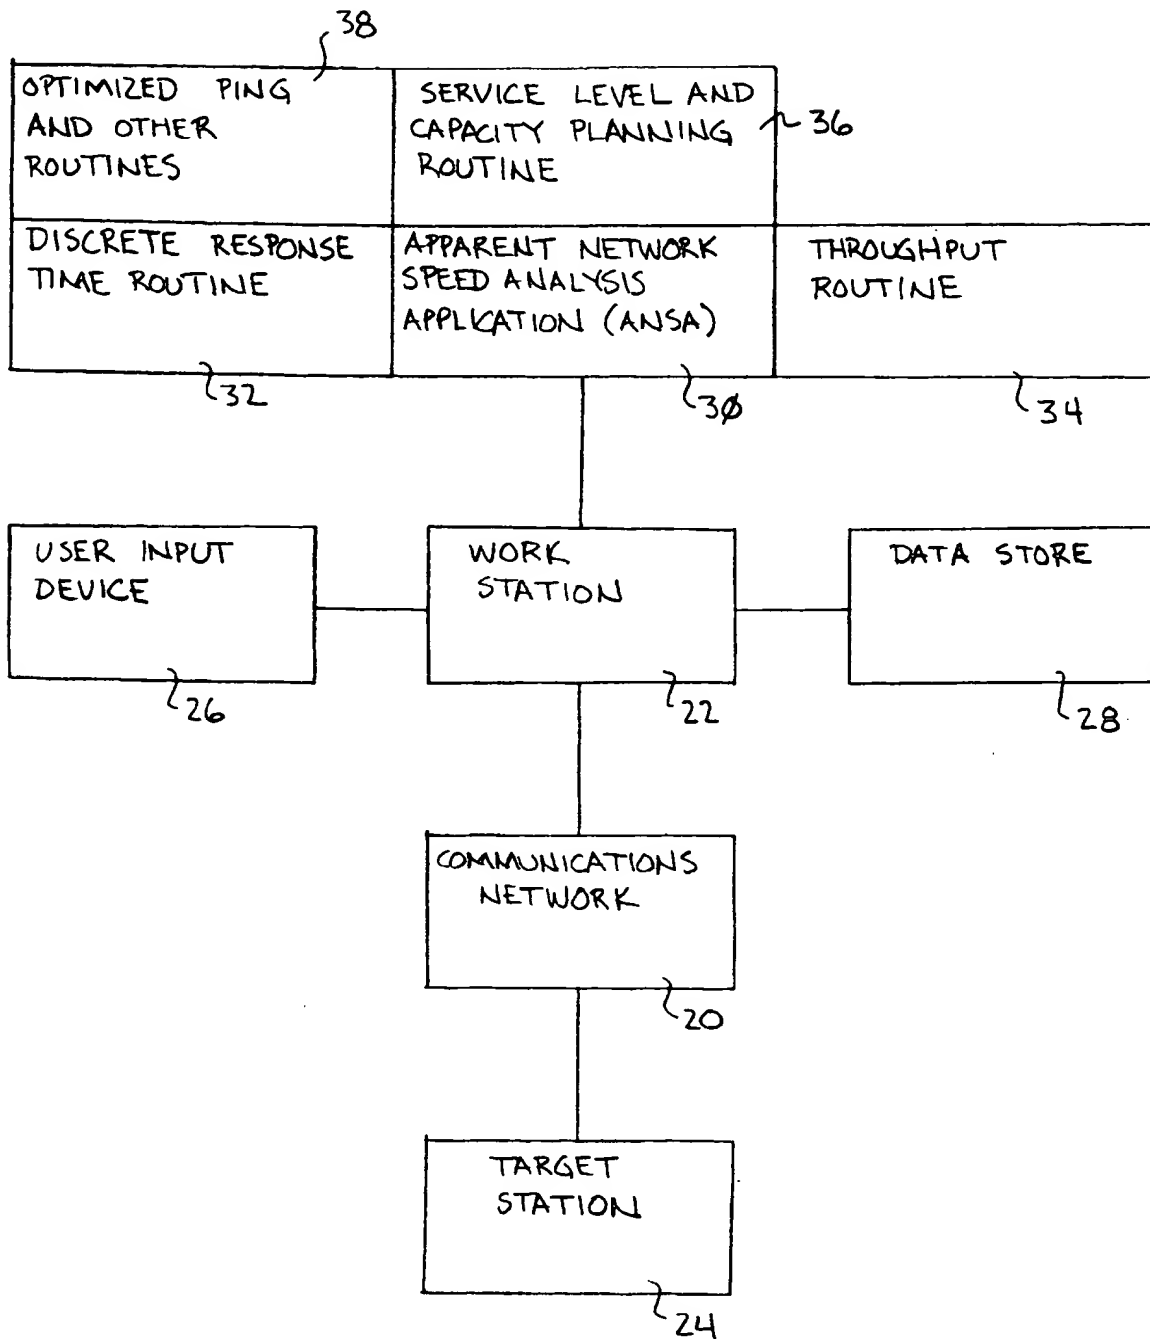 38
OPTIMIZED PING
AND OTHER
ROUTINES
SERVICE LEVEL AND
CAPACITY PLANNING
ROUTINE
36
DISCRETE RESPONSE
TIME ROUTINE
32
APPARENT NETWORK
SPEED ANALYSIS
APPLICATION (ANSA)
30
THROUGHPUT
ROUTINE
34
USER INPUT
DEVICE
26
WORK
STATION
22
DATA STORE
28
COMMUNICATIONS
NETWORK
20
TARGET
STATION
24